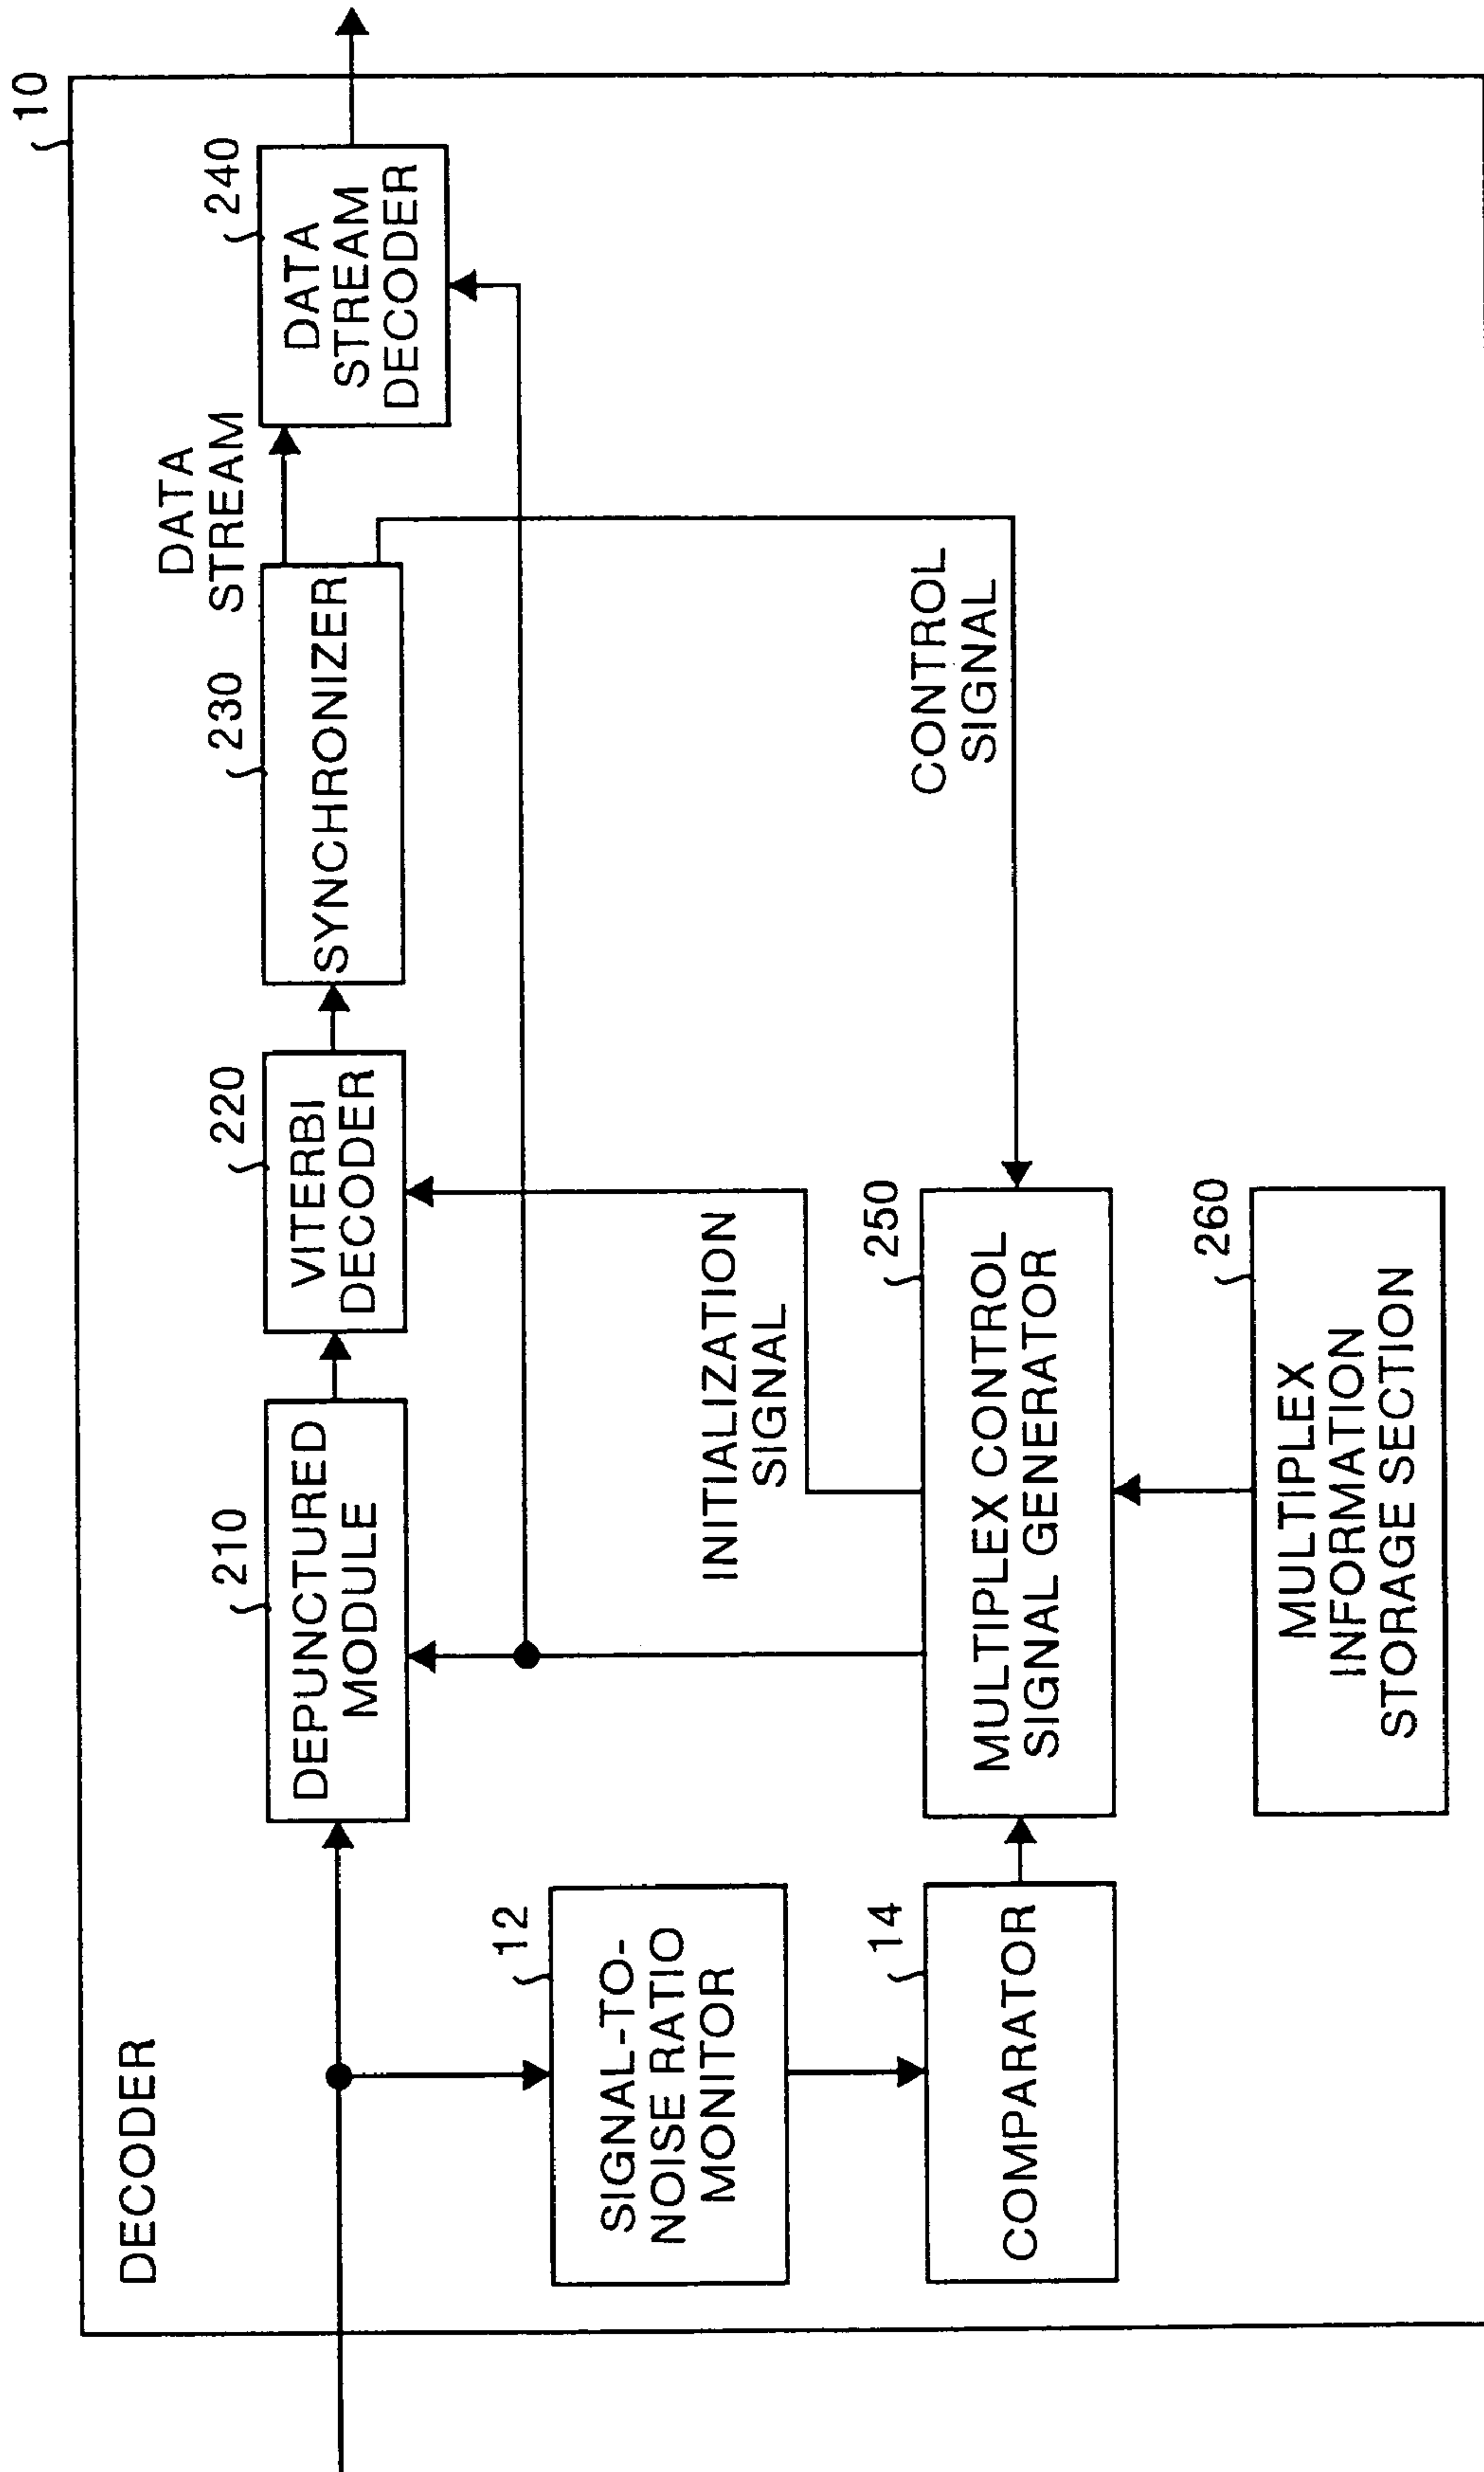 10
DECODER
210
DEPUNCTURED
MODULE
220
VITERBI
DECODER
230
SYNCHRONIZER
DATA
STREAM
240
DATA
STREAM
DECODER
12
SIGNAL-TO-
NOISE RATIO
MONITOR
INITIALIZATION
SIGNAL
CONTROL
SIGNAL
14
COMPARATOR
250
MULTIPLEX CONTROL
SIGNAL GENERATOR
260
MULTIPLEX
INFORMATION
STORAGE SECTION